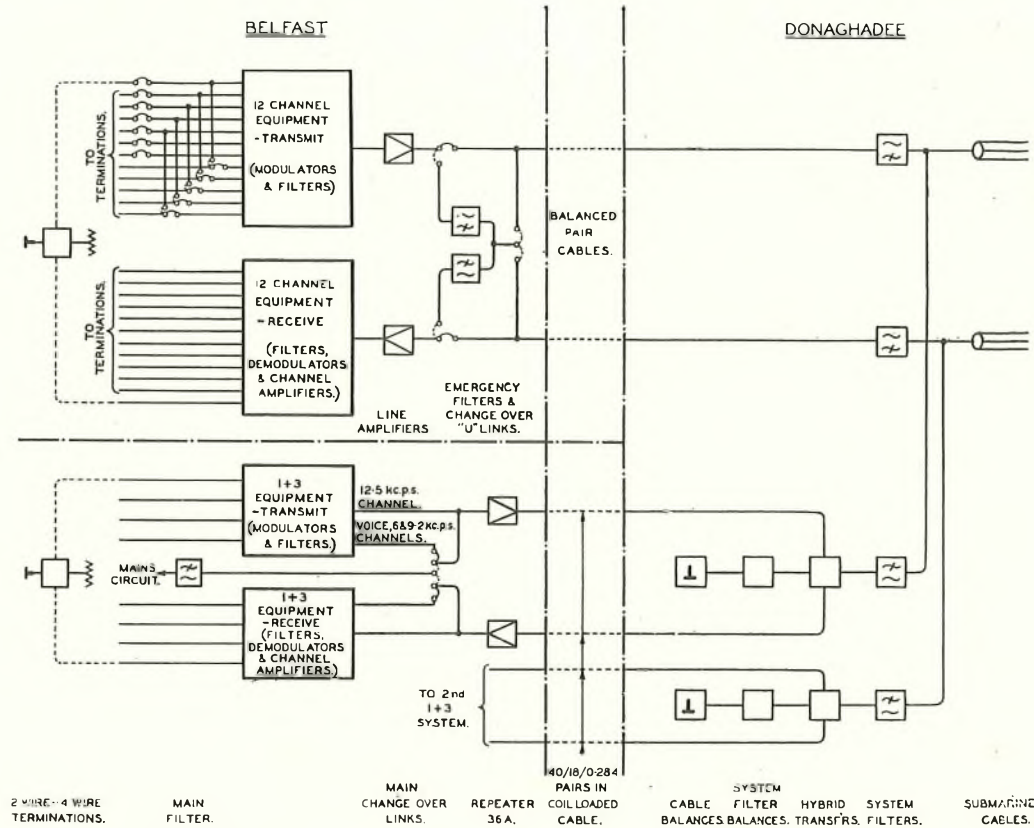 BELFAST
DONAGHADEE
TO
TERMINATIONS.
12 CHANNEL
EQUIPMENT
-TRANSMIT
(MODULATORS
& FILTERS)
BALANCED
PAIR
CABLES.
TO
TERMINATIONS.
12 CHANNEL
EQUIPMENT
-RECEIVE
(FILTERS,
DEMODULATORS
& CHANNEL
AMPLIFIERS.)
LINE
AMPLIFIERS
EMERGENCY
FILTERS &
CHANGE OVER
"U" LINKS.
1+3
EQUIPMENT
-TRANSMIT
(MODULATORS
& FILTERS.)
12·5 kc.p.s.
CHANNEL.
VOICE, 6&9·2kc.p.s.
CHANNELS.
MAINS
CIRCUIT.
1+3
EQUIPMENT
-RECEIVE
(FILTERS,
DEMODULATORS
& CHANNEL
AMPLIFIERS.)
TO 2nd
1+3
SYSTEM.
2 WIRE-4 WIRE
TERMINATIONS.
MAIN
FILTER.
MAIN
CHANGE OVER
LINKS.
REPEATER
36A.
40/18/0·284
PAIRS IN
COIL LOADED
CABLE.
CABLE
BALANCES.
SYSTEM
FILTER
BALANCES.
HYBRID
TRANSFRS.
SYSTEM
FILTERS.
SUBMARINE
CABLES.